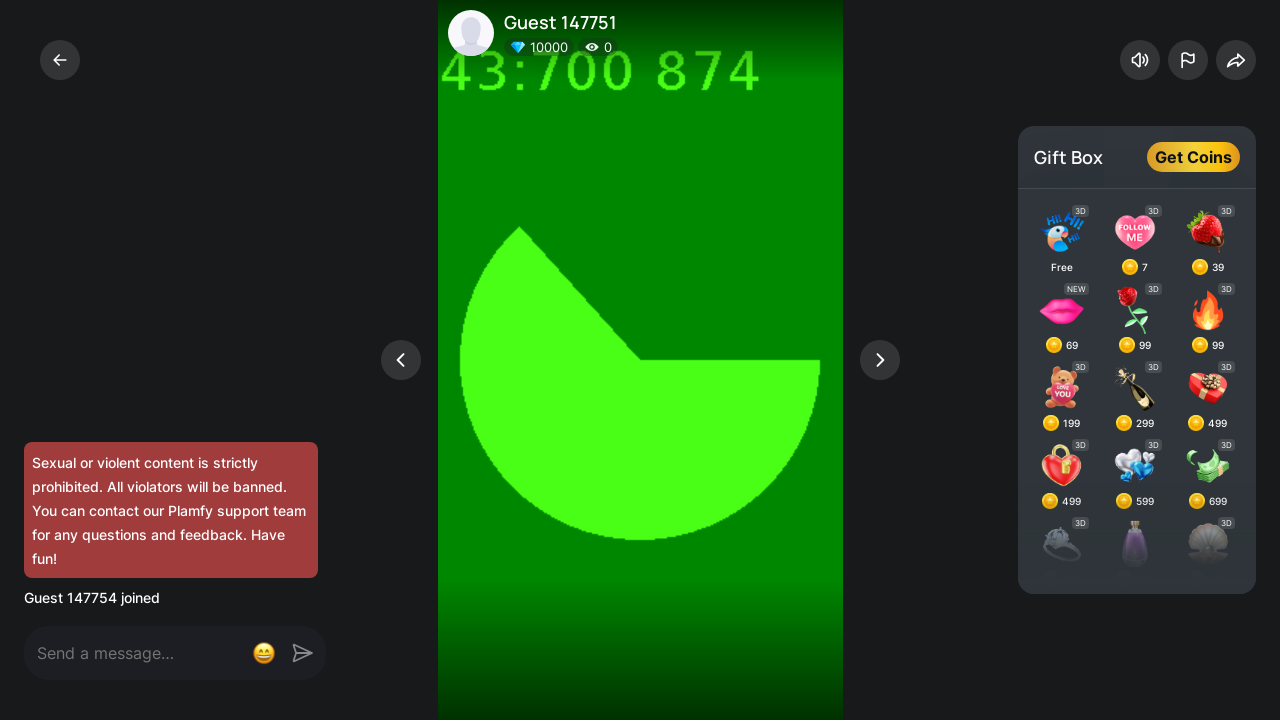 Guest 147751
10000
0
43:700 874
Gift Box
Get Coins
Hi! Hi! Hi!
3D
FOLLOW ME
3D
3D
Free
7
39
NEW
3D
3D
69
99
99
LOVE YOU
3D
3D
3D
199
299
499
3D
3D
3D
499
599
699
3D
3D
Sexual or violent content is strictly
prohibited. All violators will be banned.
You can contact our Plamfy support team
for any questions and feedback. Have
fun!
Guest 147754 joined
Send a message...